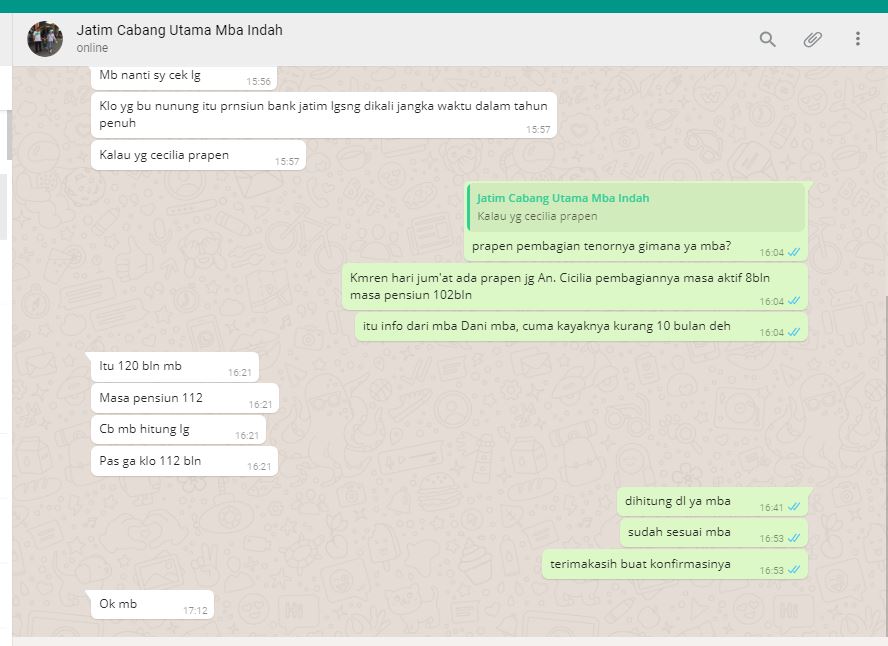 Jatim Cabang Utama Mba Indah
online
Mb nanti sy cek lg
15:56
Klo yg bu nunung itu prnsiun bank jatim lgsng dikali jangka waktu dalam tahun
penuh
15:57
Kalau yg cecilia prapen
15:57
Jatim Cabang Utama Mba Indah
Kalau yg cecilia prapen
prapen pembagian tenornya gimana ya mba?
16:04
Kmren hari jum'at ada prapen jg An. Cicilia pembagiannya masa aktif 8bln
masa pensiun 102bln
16:04
itu info dari mba Dani mba, cuma kayaknya kurang 10 bulan deh
16:04
Itu 120 bln mb
16:21
Masa pensiun 112
16:21
Cb mb hitung lg
16:21
Pas ga klo 112 bln
16:21
dihitung dl ya mba
16:41
sudah sesuai mba
16:53
terimakasih buat konfirmasinya
16:53
Ok mb
17:12